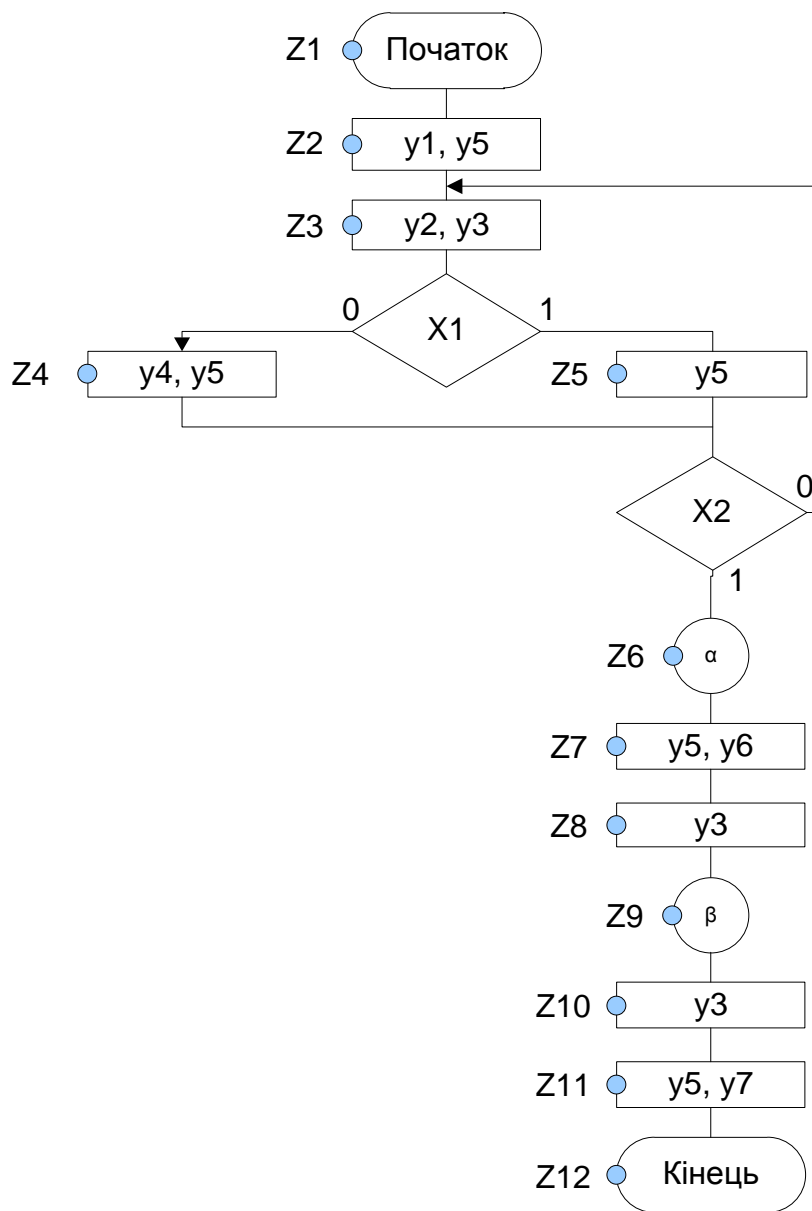 Z1 Початок
Z2 y1, y5
Z3 y2, y3
0 X1 1
Z4 y4, y5 Z5 y5
X2 0
1
Z6 α
Z7 y5, y6
Z8 y3
Z9 β
Z10 y3
Z11 y5, y7
Z12 Кінець